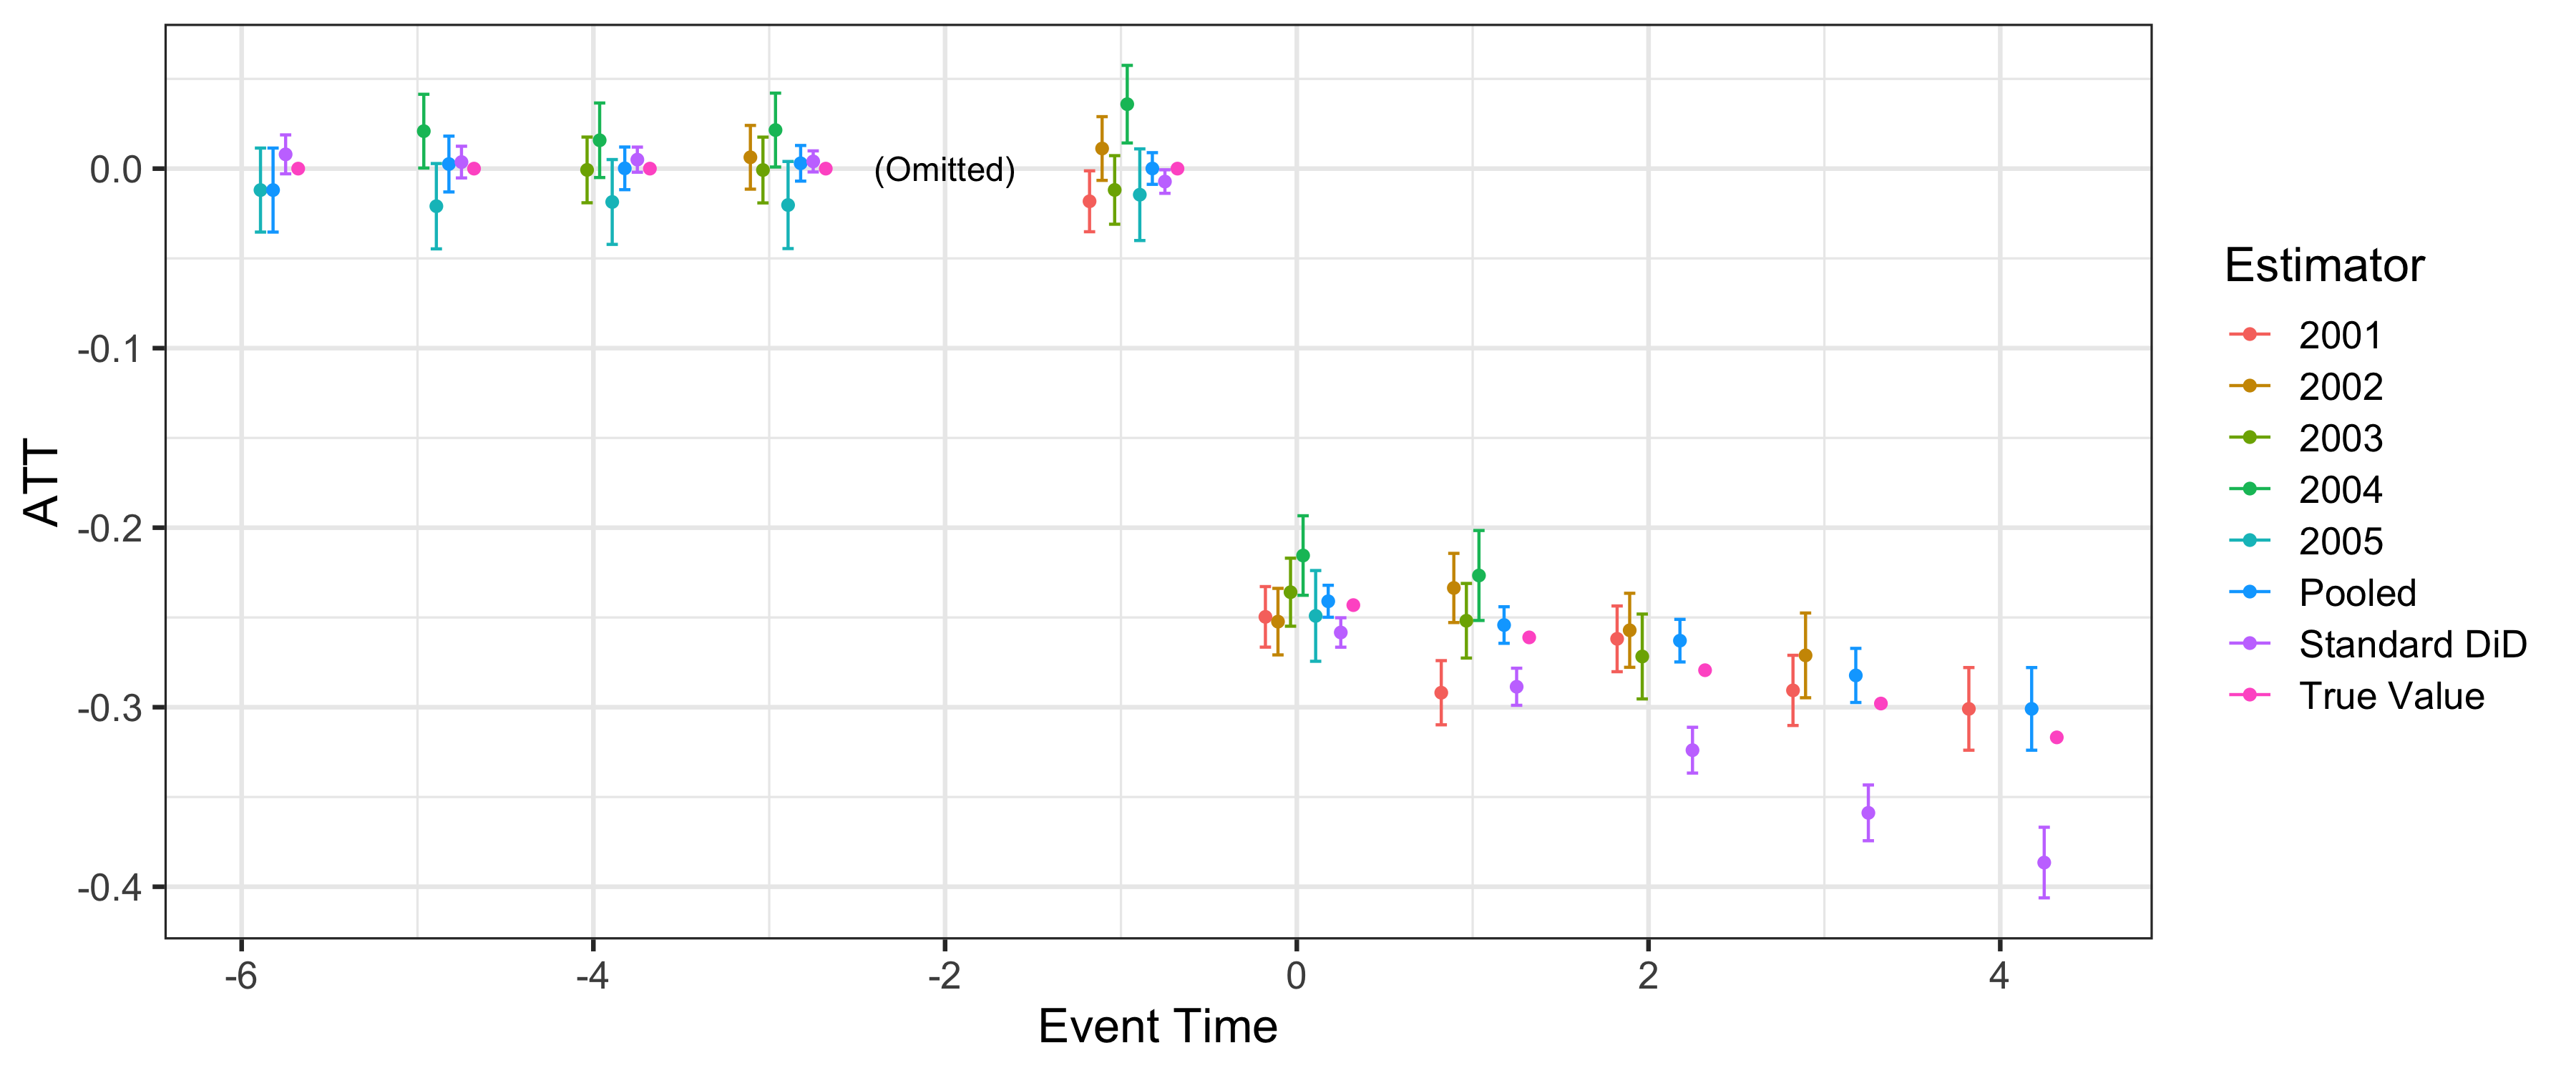 0.0
-0.1
-0.2
-0.3
-0.4
ATT
(Omitted)
-6
-4
-2
0
2
4
Event Time
Estimator
2001
2002
2003
2004
2005
Pooled
Standard DiD
True Value